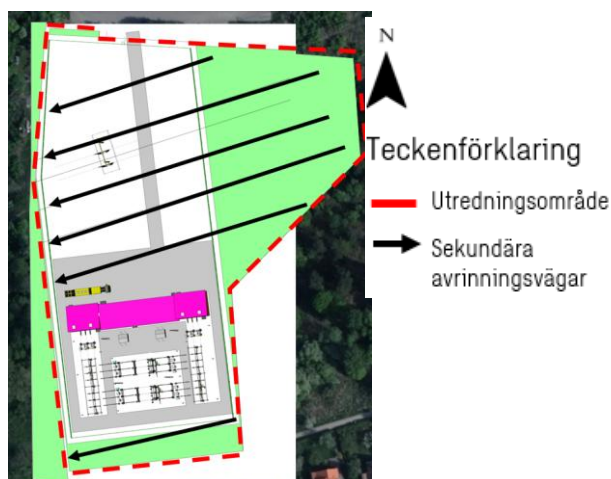 N
Teckenförklaring
Utredningsområde
Sekundära
avrinningsvägar